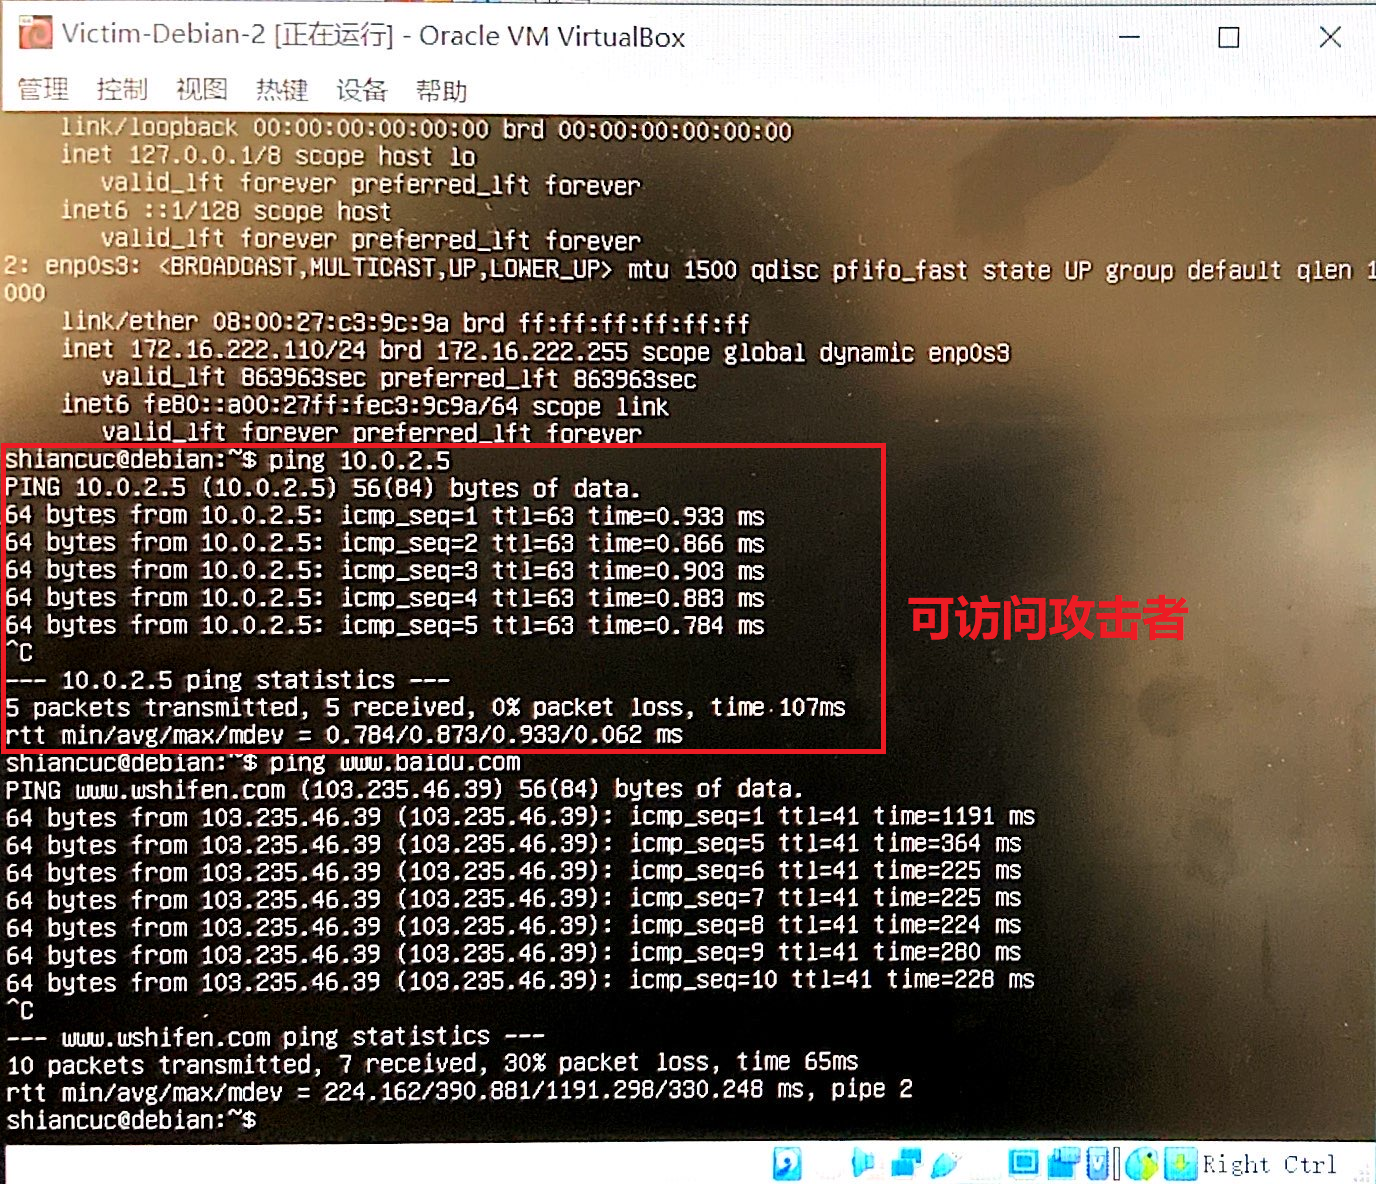 Victim-Debian-2 [正在运行] - Oracle VM VirtualBox
管理 控制 视图 热键 设备 帮助
link/loopback 00:00:00:00:00:00 brd 00:00:00:00:00:00
inet 127.0.0.1/8 scope host lo
valid_lft forever preferred_lft forever
inet6 ::1/128 scope host
valid_lft forever preferred_lft forever
2: enp0s3: <BROADCAST,MULTICAST,UP,LOWER_UP> mtu 1500 qdisc pfifo_fast state UP group default qlen 1
000
link/ether 08:00:27:c3:9c:9a brd ff:ff:ff:ff:ff:ff
inet 172.16.222.110/24 brd 172.16.222.255 scope global dynamic enp0s3
valid_lft 863963sec preferred_lft 863963sec
inet6 fe80::a00:27ff:fec3:9c9a/64 scope link
valid_lft forever preferred_lft forever
shiancuc@debian:~$ ping 10.0.2.5
PING 10.0.2.5 (10.0.2.5) 56(84) bytes of data.
64 bytes from 10.0.2.5: icmp_seq=1 ttl=63 time=0.933 ms
64 bytes from 10.0.2.5: icmp_seq=2 ttl=63 time=0.866 ms
64 bytes from 10.0.2.5: icmp_seq=3 ttl=63 time=0.903 ms
64 bytes from 10.0.2.5: icmp_seq=4 ttl=63 time=0.883 ms
64 bytes from 10.0.2.5: icmp_seq=5 ttl=63 time=0.784 ms
可访问攻击者
^C
--- 10.0.2.5 ping statistics ---
5 packets transmitted, 5 received, 0% packet loss, time 107ms
rtt min/avg/max/mdev = 0.784/0.873/0.933/0.062 ms
shiancuc@debian:~$ ping www.baidu.com
PING www.wshifen.com (103.235.46.39) 56(84) bytes of data.
64 bytes from 103.235.46.39 (103.235.46.39): icmp_seq=1 ttl=41 time=1191 ms
64 bytes from 103.235.46.39 (103.235.46.39): icmp_seq=5 ttl=41 time=364 ms
64 bytes from 103.235.46.39 (103.235.46.39): icmp_seq=6 ttl=41 time=225 ms
64 bytes from 103.235.46.39 (103.235.46.39): icmp_seq=7 ttl=41 time=225 ms
64 bytes from 103.235.46.39 (103.235.46.39): icmp_seq=8 ttl=41 time=224 ms
64 bytes from 103.235.46.39 (103.235.46.39): icmp_seq=9 ttl=41 time=280 ms
64 bytes from 103.235.46.39 (103.235.46.39): icmp_seq=10 ttl=41 time=228 ms
^C
--- www.wshifen.com ping statistics ---
10 packets transmitted, 7 received, 30% packet loss, time 65ms
rtt min/avg/max/mdev = 224.162/390.881/1191.298/330.248 ms, pipe 2
shiancuc@debian:~$
Right Ctrl